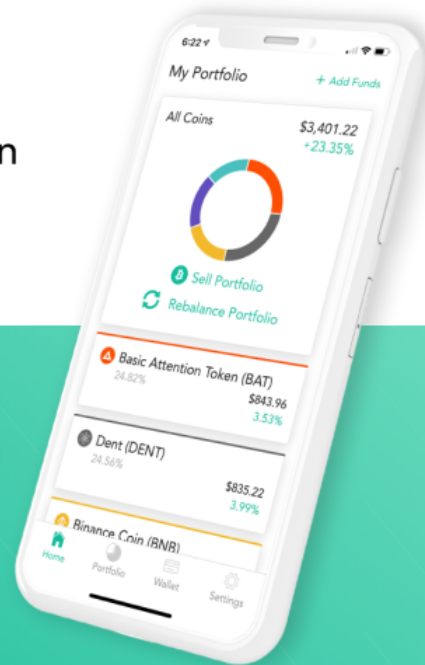 n
6:22
My Portfolio
+ Add Funds
All Coins
$3,401.22
+23.35%
Sell Portfolio
Rebalance Portfolio
Basic Attention Token (BAT)
24.82%
$843.96
3.53%
Dent (DENT)
24.56%
$835.22
3.99%
Binance Coin (BNB)
Home
Portfolio
Wallet
Settings